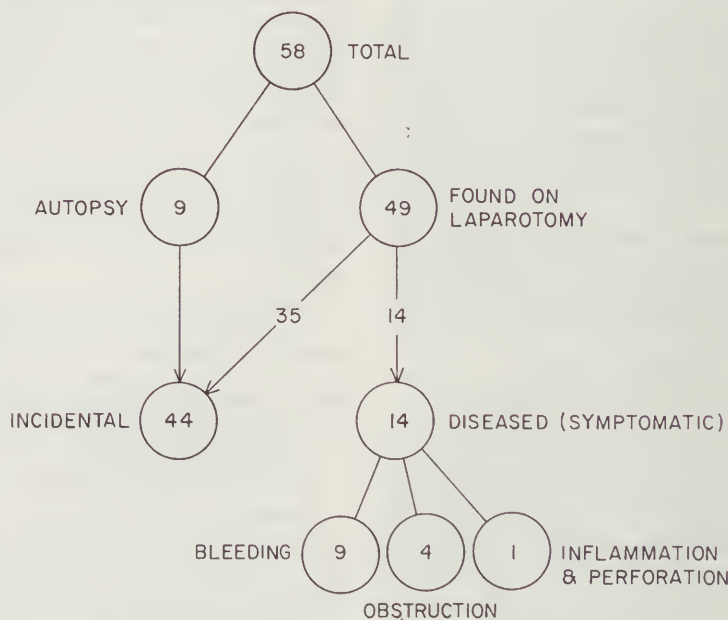 58 TOTAL
AUTOPSY 9
49 FOUND ON
LAPAROTOMY
35
14
INCIDENTAL 44
14 DISEASED (SYMPTOMATIC)
BLEEDING 9
4
1 INFLAMMATION
& PERFORATION
OBSTRUCTION